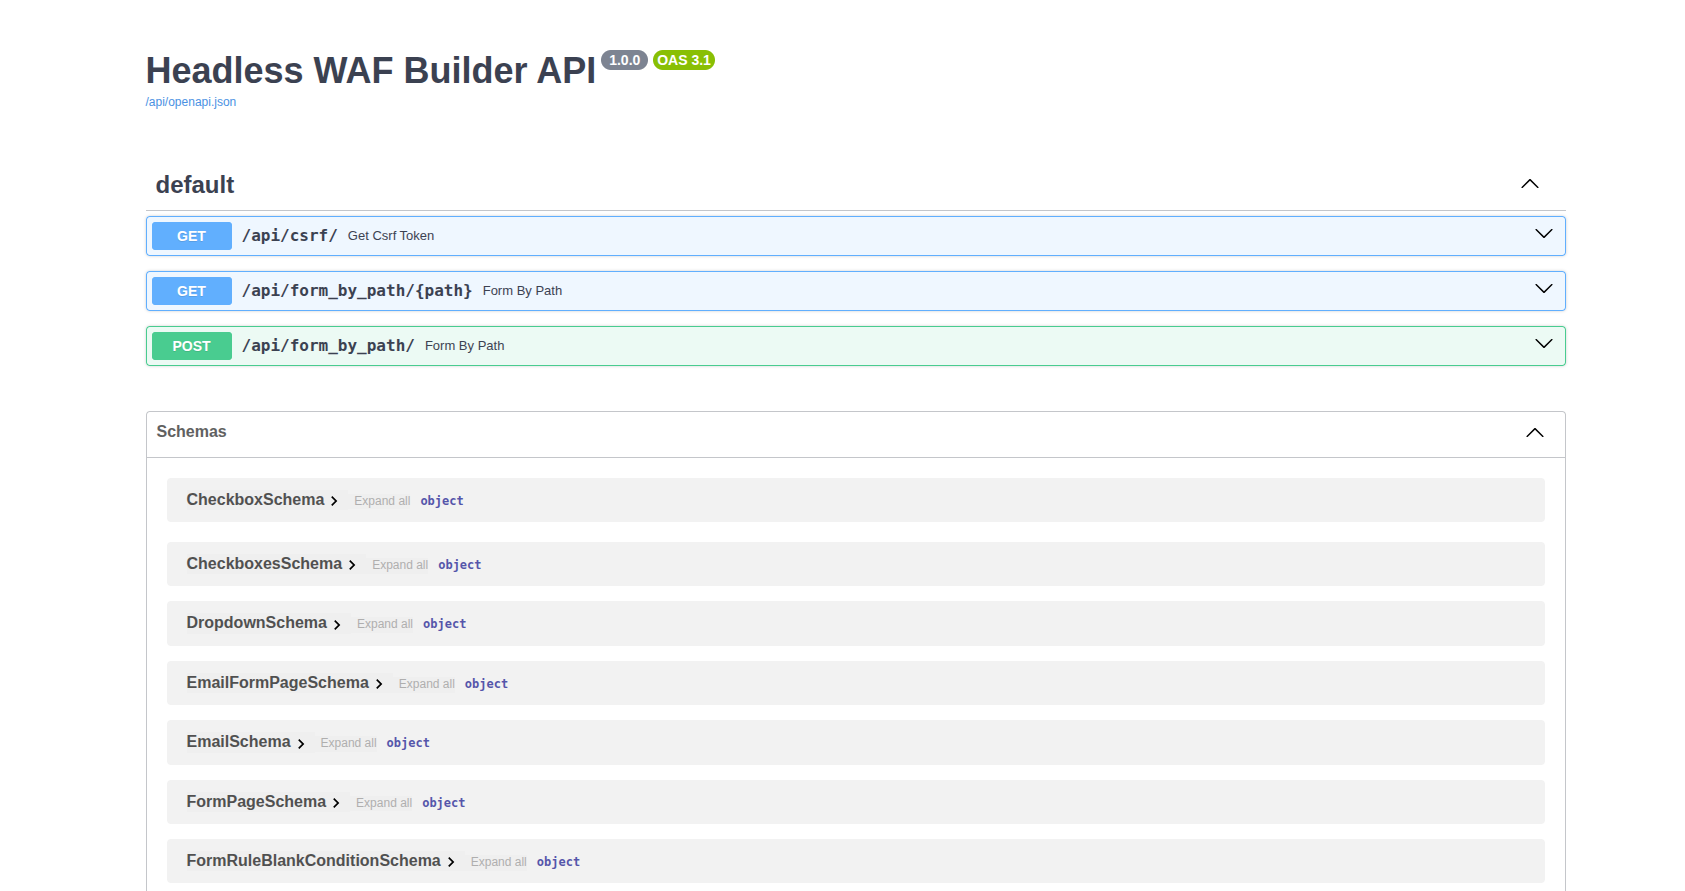 Headless WAF Builder API 1.0.0 OAS 3.1
/api/openapi.json
default
GET /api/csrf/ Get Csrf Token
GET /api/form_by_path/{path} Form By Path
POST /api/form_by_path/ Form By Path
Schemas
CheckboxSchema Expand all object
CheckboxesSchema Expand all object
DropdownSchema Expand all object
EmailFormPageSchema Expand all object
EmailSchema Expand all object
FormPageSchema Expand all object
FormRuleBlankConditionSchema Expand all object